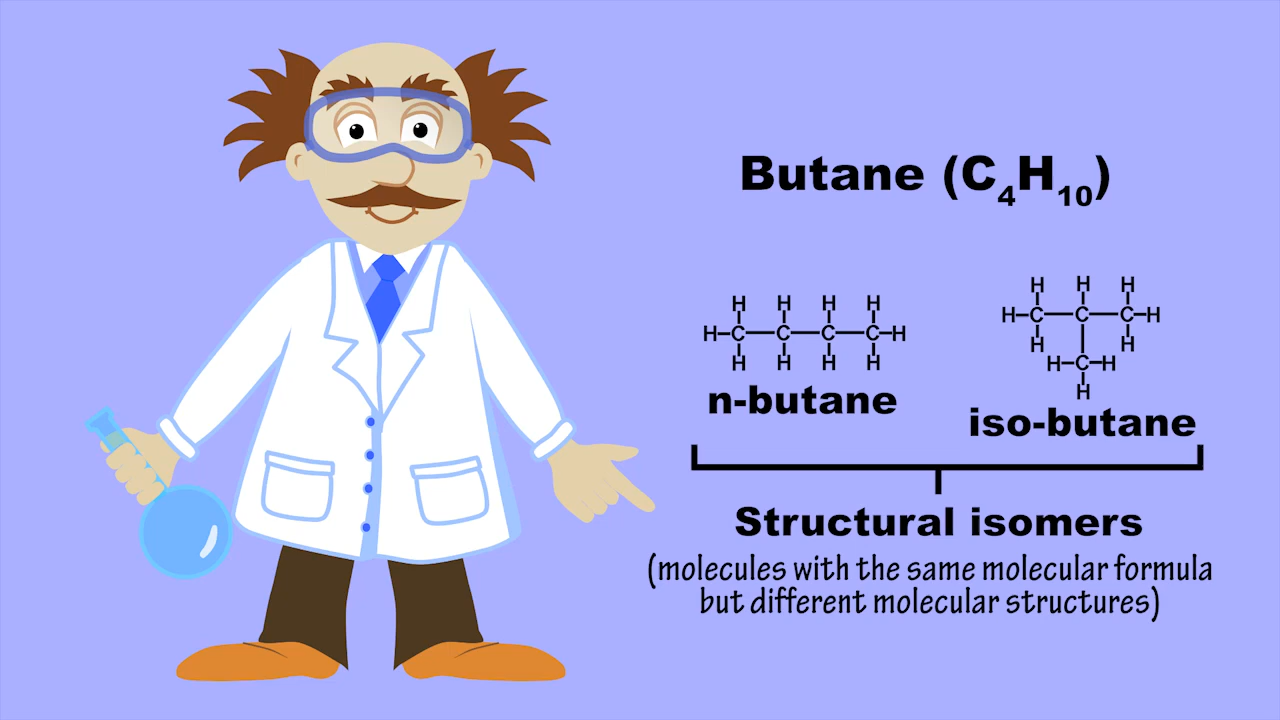 Butane (C₄H₁₀)
H H H H
H-C-C-C-C-H
H H H H
n-butane
H H H
H-C-C-C-H
H H
H-C-H
H
iso-butane
Structural isomers
(molecules with the same molecular formula
but different molecular structures)